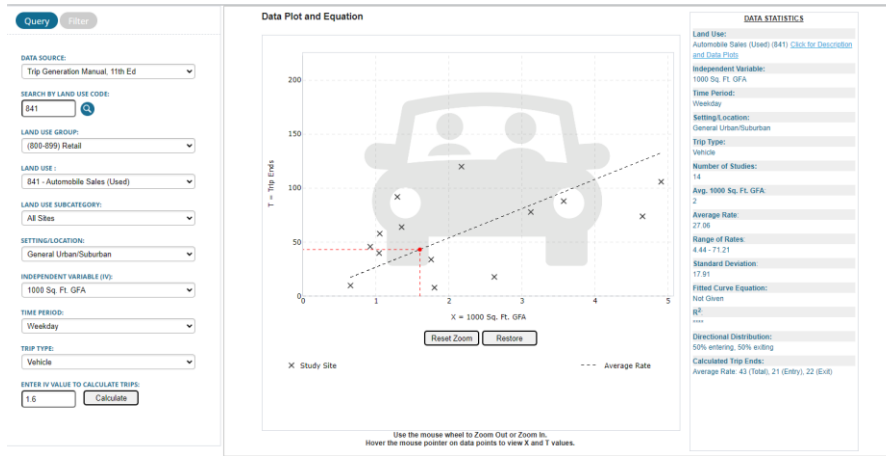 Query
Filter
DATA SOURCE:
Trip Generation Manual, 11th Ed
SEARCH BY LAND USE CODE:
841
LAND USE GROUP:
(800-899) Retail
LAND USE :
841 - Automobile Sales (Used)
LAND USE SUBCATEGORY:
All Sites
SETTING/LOCATION:
General Urban/Suburban
INDEPENDENT VARIABLE (IV):
1000 Sq. Ft. GFA
TIME PERIOD:
Weekday
TRIP TYPE:
Vehicle
ENTER IV VALUE TO CALCULATE TRIPS:
1.6
Calculate
Data Plot and Equation
200
150
100
50
0
T = Trip Ends
0 1 2 3 4 5
X = 1000 Sq. Ft. GFA
Reset Zoom
Restore
Study Site
Average Rate
Use the mouse wheel to Zoom Out or Zoom In.
Hover the mouse pointer on data points to view X and T values.
DATA STATISTICS
Land Use:
Automobile Sales (Used) (841) Click for Description
and Data Plots
Independent Variable:
1000 Sq. Ft. GFA
Time Period:
Weekday
Setting/Location:
General Urban/Suburban
Trip Type:
Vehicle
Number of Studies:
14
Avg. 1000 Sq. Ft. GFA:
2
Average Rate:
27.06
Range of Rates:
4.44 - 71.21
Standard Deviation:
17.91
Fitted Curve Equation:
Not Given
R²:
****
Directional Distribution:
50% entering, 50% exiting
Calculated Trip Ends:
Average Rate: 43 (Total), 21 (Entry), 22 (Exit)